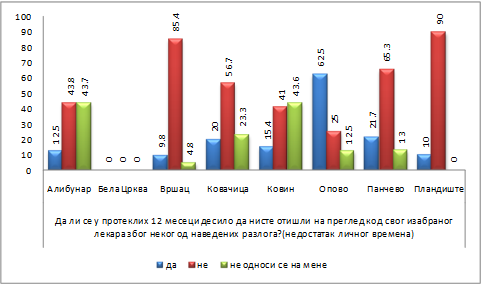 100
90
80
70
60
50
40
30
20
10
0
12.5 43.8 43.7
0 0 0
9.8 85.4 4.8
20 56.7 23.3
15.4 41 43.6
62.5 25 12.5
21.7 65.3 13
10 90 0
Алибунар Бела Црква Вршац Ковачица Ковин Опово Панчево Пландиште
Да ли се у протеклих 12 месеци десило да нисте отишли на преглед код свог изабраног
лекара због неког од наведених разлога?(недостатак личног времена)
да не не односи се на мене